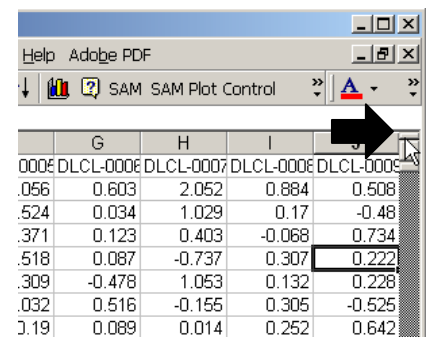 Help Adobe PDF
SAM SAM Plot Control » A »
G H I J
0005 DLCL-0006 DLCL-0007 DLCL-0008 DLCL-0009
.056 0.603 2.052 0.884 0.508
.524 0.034 1.029 0.17 -0.48
.371 0.123 0.403 -0.068 0.734
.518 0.087 -0.737 0.307 0.222
.309 -0.478 1.053 0.132 0.228
.032 0.516 -0.155 0.305 -0.525
0.19 0.089 0.014 0.252 0.642